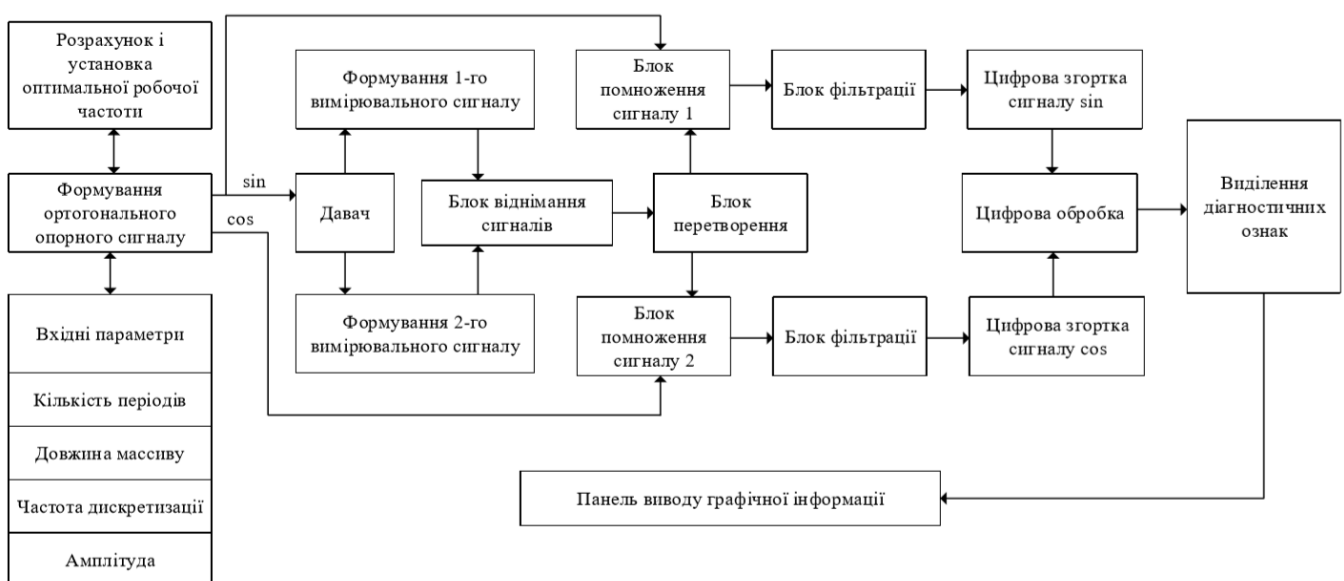 Розрахунок і
установка
оптимальної робочої
частоти
Формування
ортогонального
опорного сигналу
sin
cos
Вхідні параметри
Кількість періодів
Довжина массиву
Частота дискретизації
Амплітуда
Формування 1-го
вимірювального сигналу
Давач
Формування 2-го
вимірювального сигналу
Блок віднімання
сигналів
Блок
помноження
сигналу 1
Блок
перетворення
Блок
помноження
сигналу 2
Блок фільтрації
Блок фільтрації
Цифрова згортка
сигналу sin
Цифрова обробка
Цифрова згортка
сигналу cos
Виділення
діагностичних
ознак
Панель виводу графічної інформації